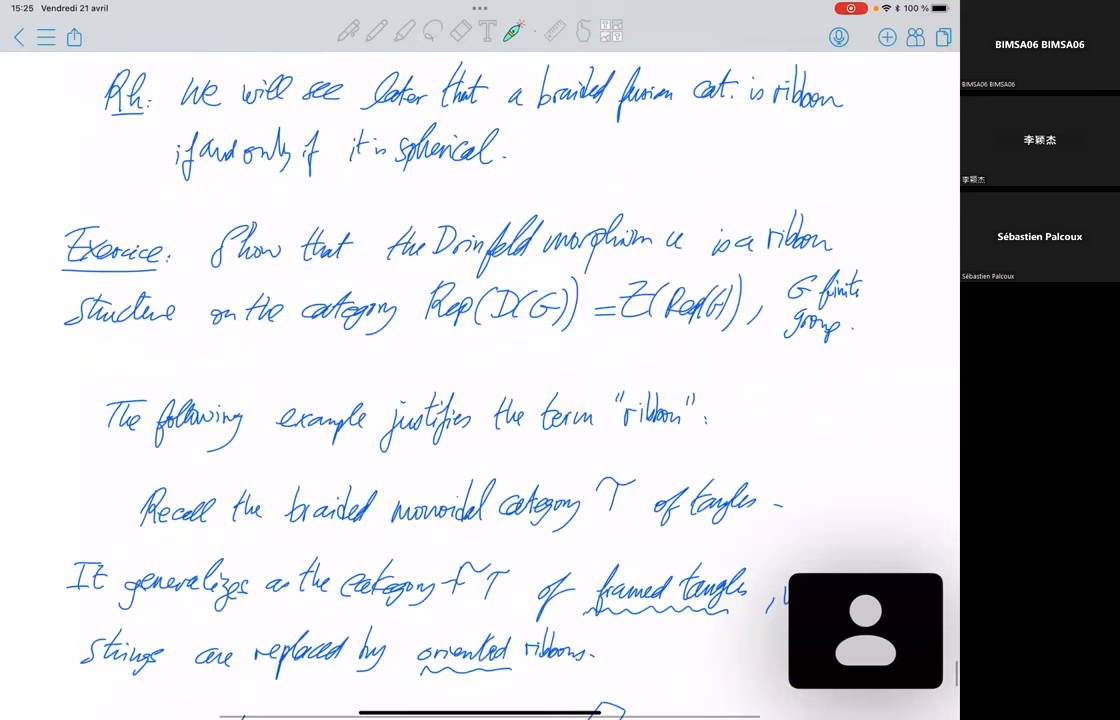 15:25 Vendredi 21 avril
100 %
Rk: We will see later that a braided fusion cat. is ribbon
if and only if it is spherical.
Exercice: Show that the Drinfeld morphism u is a ribbon
structure on the category Rep(D(G)) = Z(Rep(G)), G finite
group.
The following example justifies the term "ribbon":
Recall the braided monoidal category T of tangles.
It generalizes as the category fT of framed tangles,
strings are replaced by oriented ribbons.
BIMSA06 BIMSA06
BIMSA06 BIMSA06
李颖杰
李颖杰
Sébastien Palcoux
Sébastien Palcoux